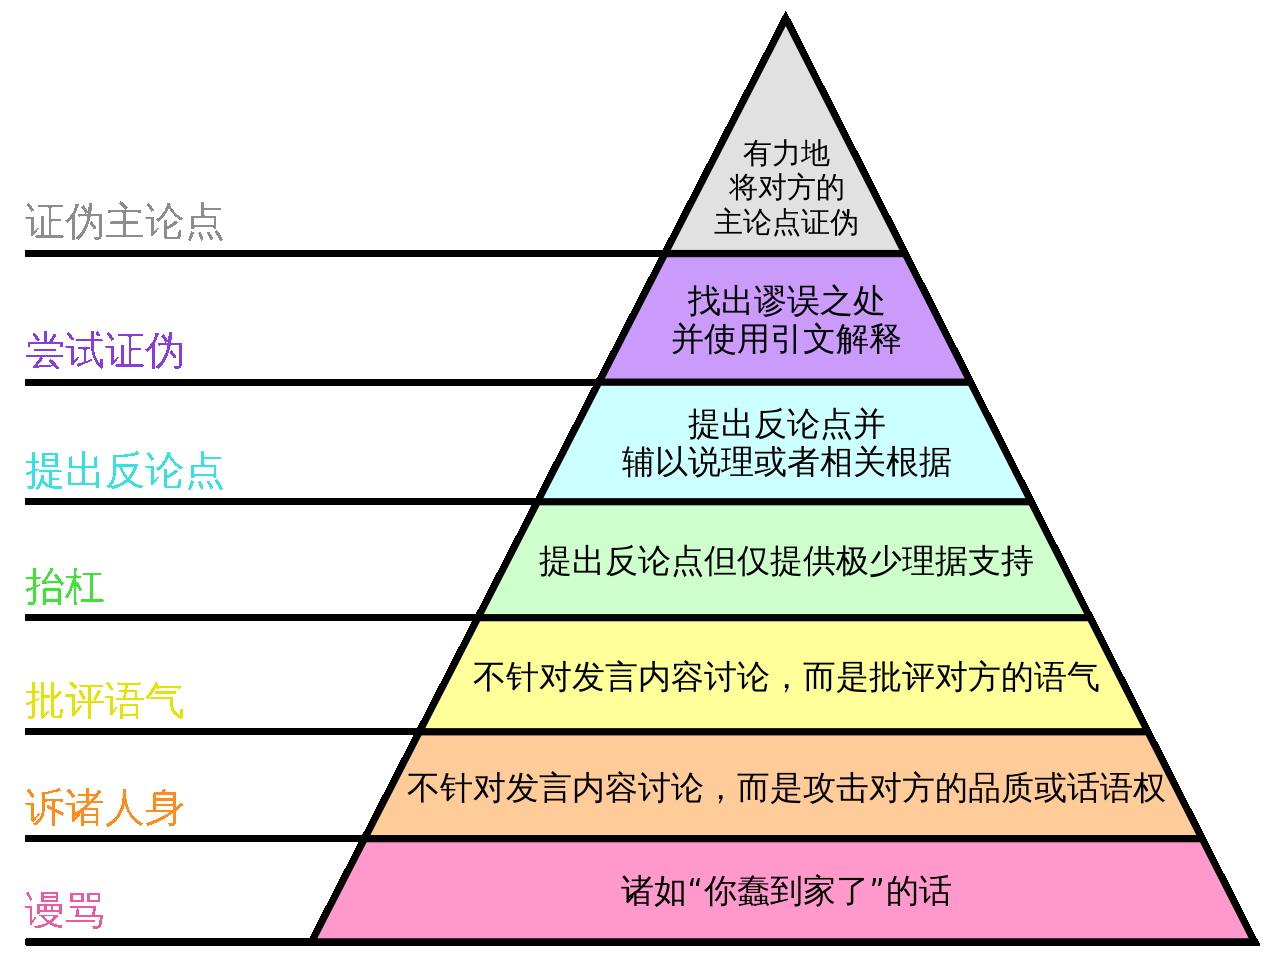 有力地
将对方的
主论点证伪
证伪主论点
找出谬误之处
并使用引文解释
尝试证伪
提出反论点并
辅以说理或者相关根据
提出反论点
提出反论点但仅提供极少理据支持
抬杠
不针对发言内容讨论，而是批评对方的语气
批评语气
不针对发言内容讨论，而是攻击对方的品质或话语权
诉诸人身
诸如“你蠢到家了”的话
谩骂